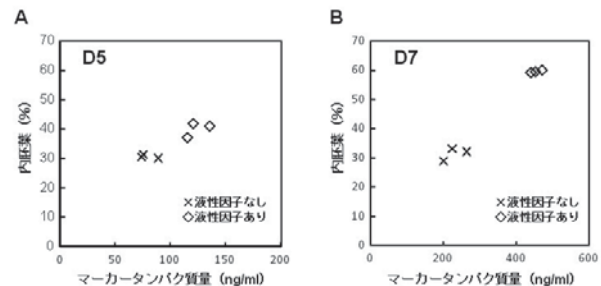 A
D5
70
60
50
40
30
20
10
0
内胚葉 (%)
×液性因子なし
◇液性因子あり
0 50 100 150 200
マーカータンパク質量 (ng/ml)
B
D7
70
60
50
40
30
20
10
0
内胚葉 (%)
×液性因子なし
◇液性因子あり
0 200 400 600
マーカータンパク質量 (ng/ml)